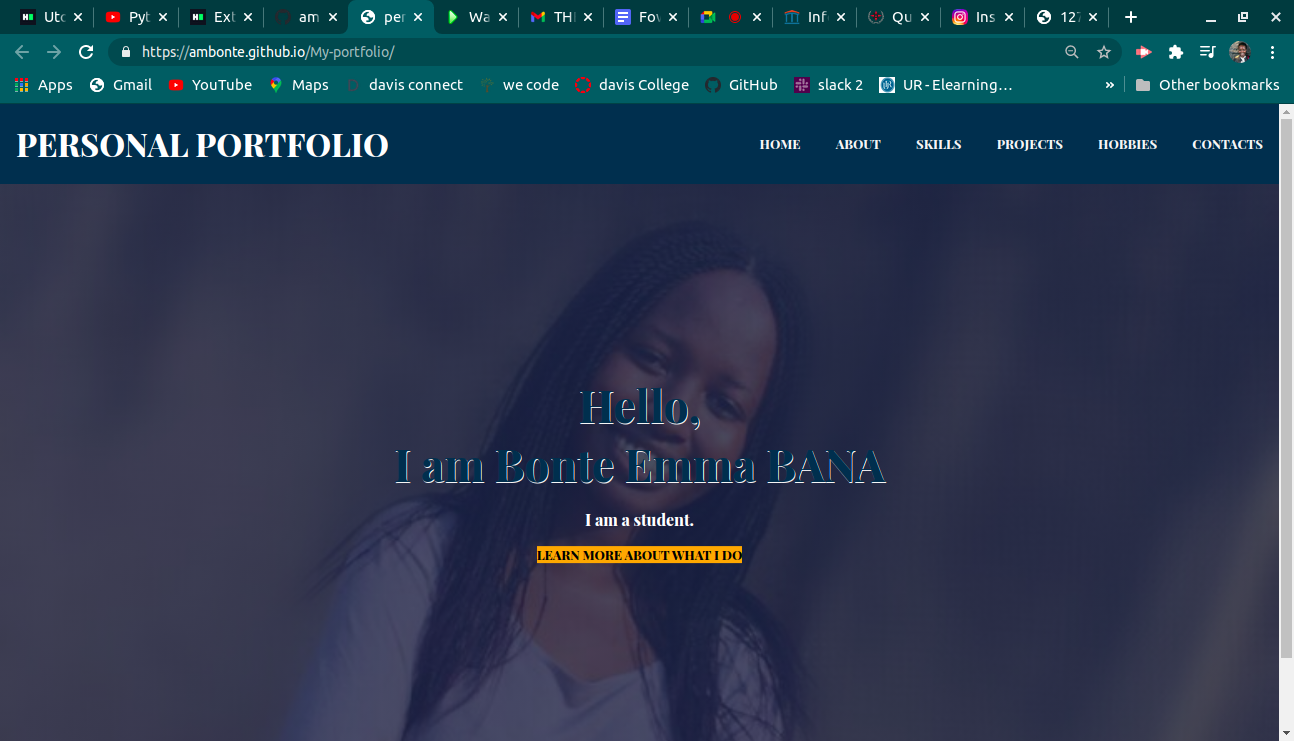 Uto
Pyt
Ext
am
per
Wa
THI
Fov
Inf
Qu
Ins
127
https://ambonte.github.io/My-portfolio/
Apps Gmail YouTube Maps davis connect we code davis College GitHub slack 2 UR - Elearning… » Other bookmarks
PERSONAL PORTFOLIO
HOME ABOUT SKILLS PROJECTS HOBBIES CONTACTS
Hello,
I am Bonte Emma BANA
I am a student.
LEARN MORE ABOUT WHAT I DO